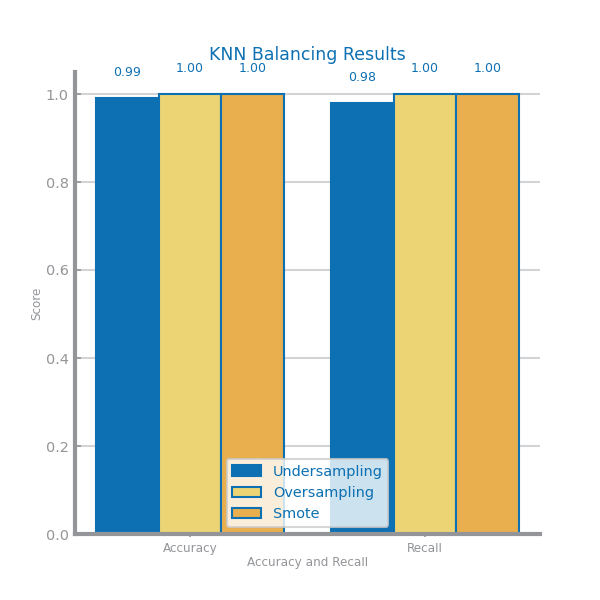 KNN Balancing Results
0.99
1.00
1.00
0.98
1.00
1.00
1.0
0.8
0.6
0.4
0.2
0.0
Score
Undersampling
Oversampling
Smote
Accuracy
Recall
Accuracy and Recall